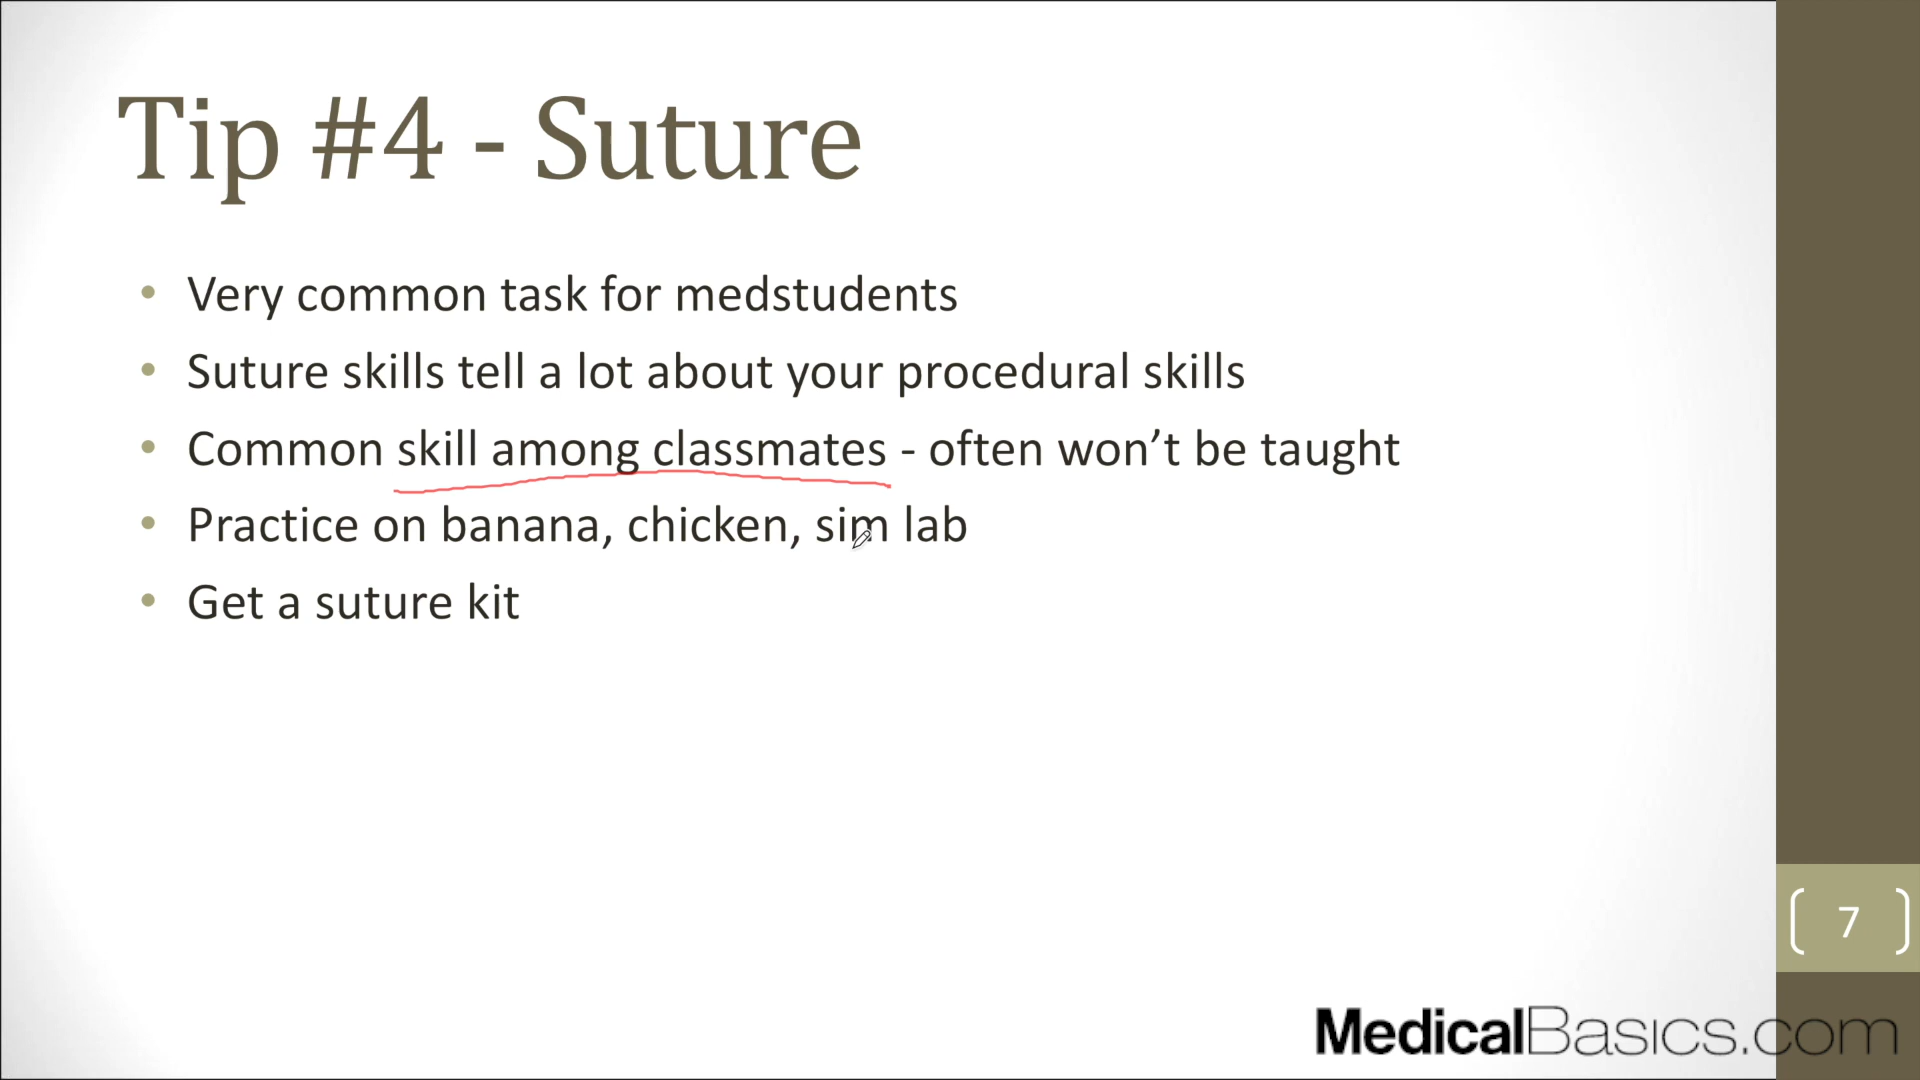 Tip #4 - Suture
• Very common task for medstudents
• Suture skills tell a lot about your procedural skills
• Common skill among classmates - often won’t be taught
• Practice on banana, chicken, sim lab
• Get a suture kit
7
MedicalBasics.com